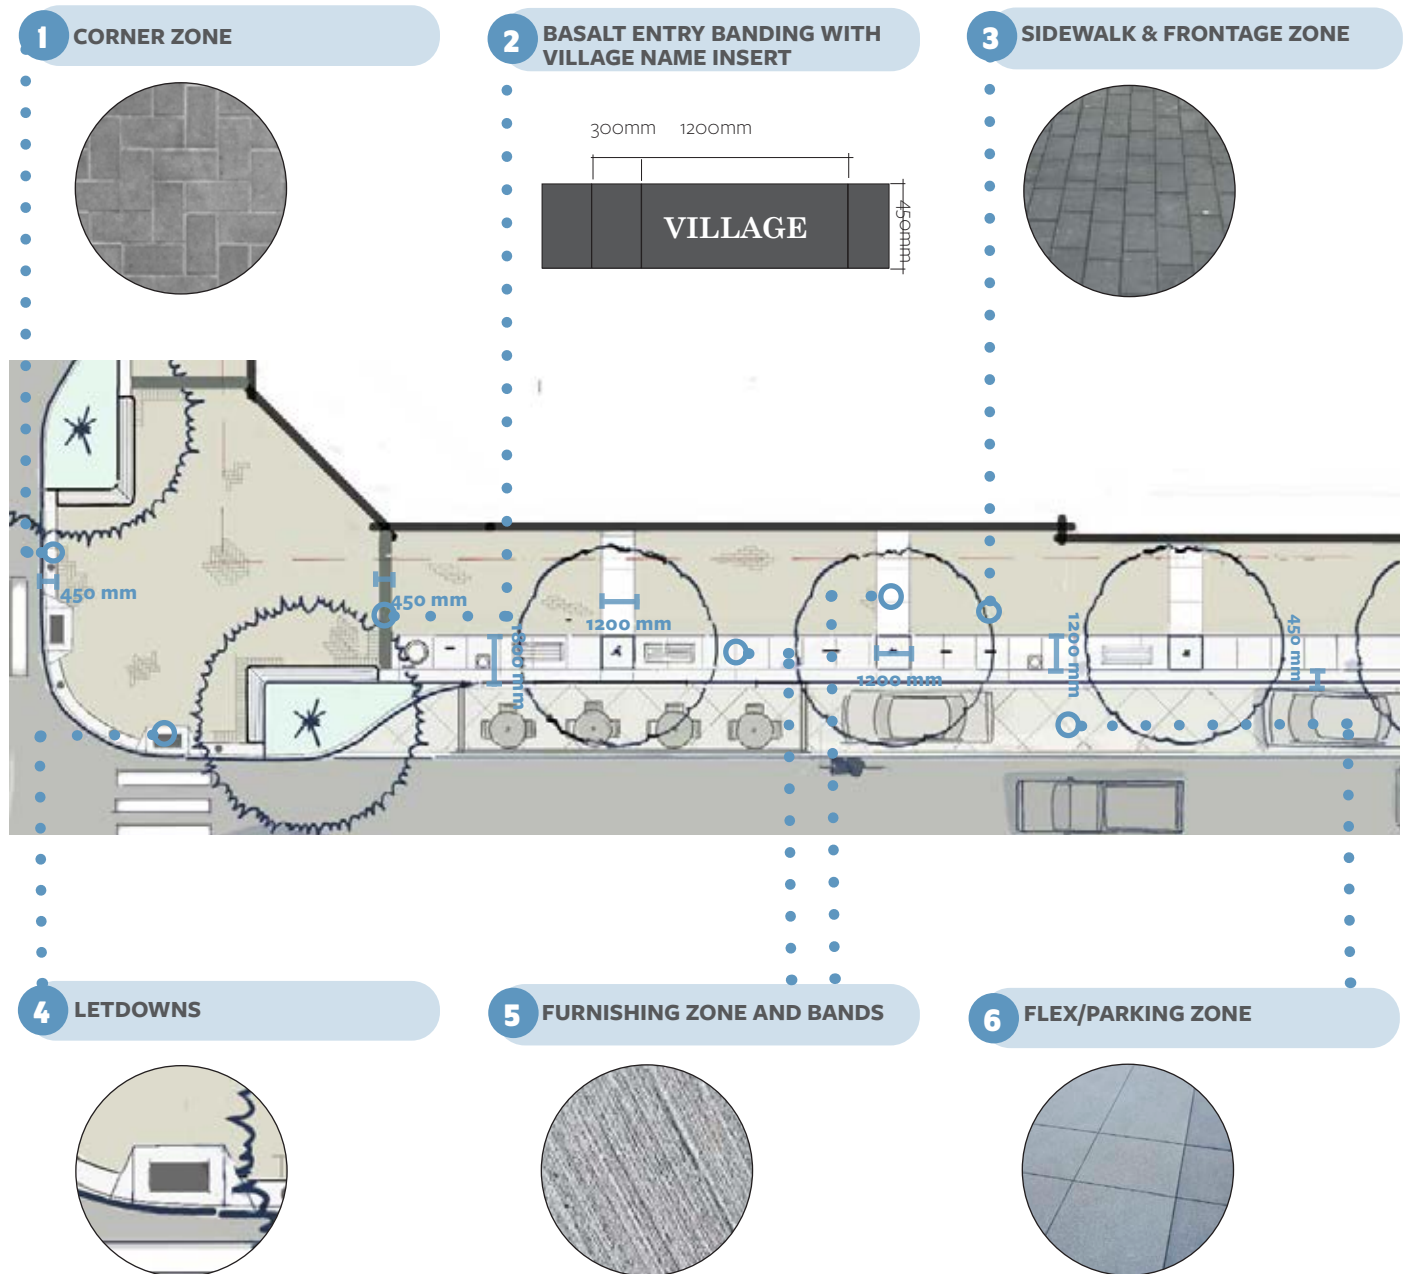 1 CORNER ZONE
2 BASALT ENTRY BANDING WITH
VILLAGE NAME INSERT
3 SIDEWALK & FRONTAGE ZONE
300mm 1200mm
VILLAGE
450mm
450 mm
450 mm
1200 mm
1200 mm
1200 mm
450 mm
4 LETDOWNS
5 FURNISHING ZONE AND BANDS
6 FLEX/PARKING ZONE